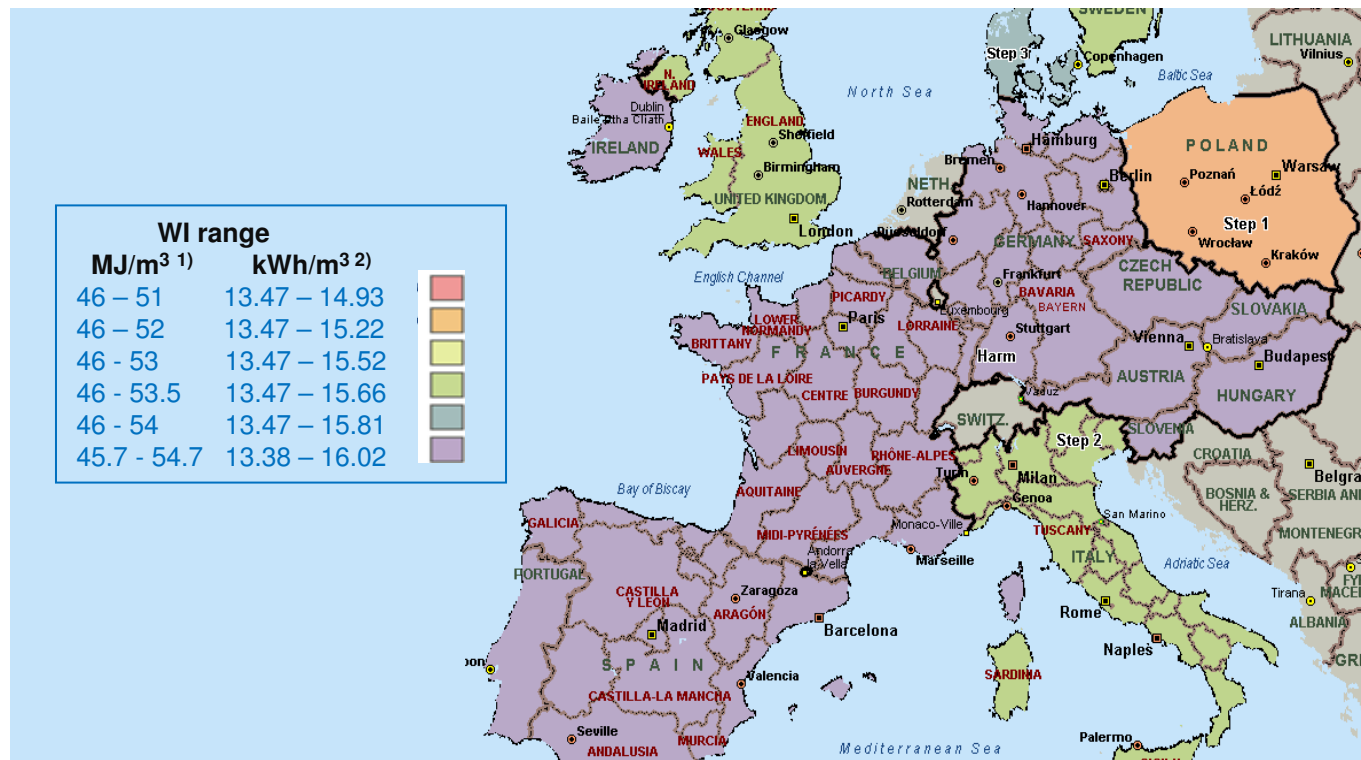 WI range
MJ/m³ ¹⁾ kWh/m³ ²⁾
46 – 51 13.47 – 14.93
46 – 52 13.47 – 15.22
46 - 53 13.47 – 15.52
46 - 53.5 13.47 – 15.66
46 - 54 13.47 – 15.81
45.7 - 54.7 13.38 – 16.02
SWEDEN
Glasgow
Step 3
Copenhagen
LITHUANIA
Vilnius
Baltic Sea
North Sea
N.
IRELAND
Dublin
Baile Átha Cliath
IRELAND
ENGLAND
Sheffield
WALES
Birmingham
UNITED KINGDOM
London
NETH.
Rotterdam
Hamburg
Bremen
Berlin
Hannover
Düsseldorf
GERMANY
SAXONY
POLAND
Poznań
Warsaw
Łódź
Step 1
Wrocław
Kraków
English Channel
BELGIUM
Frankfurt
BAVARIA
BAYERN
CZECH
REPUBLIC
SLOVAKIA
PICARDY
Luxembourg
LOWER
NORMANDY
Paris
LORRAINE
Stuttgart
BRITTANY
FRANCE
Harm
Vienna
Bratislava
Budapest
PAYS DE LA LOIRE
CENTRE
BURGUNDY
AUSTRIA
HUNGARY
Vaduz
SWITZ.
SLOVENIA
Step 2
CROATIA
LIMOUSIN
AUVERGNE
RHÔNE-ALPES
Turin
Milan
Belgra
Bay of Biscay
AQUITAINE
Genoa
BOSNIA &
HERZ.
SERBIA AND
GALICIA
MIDI-PYRÉNÉES
Monaco-Ville
San Marino
TUSCANY
MONTENEGR
Marseille
ITALY
Adriatic Sea
PORTUGAL
Andorra
la Vella
CASTILLA
Y LEÓN
Zaragoza
ARAGÓN
Rome
Tirana
FY
MACE
Barcelona
Madrid
Naples
ALBANIA
SPAIN
bon
Valencia
SARDINIA
GR
CASTILLA-LA MANCHA
Seville
ANDALUSIA
MURCIA
Mediterranean Sea
Palermo